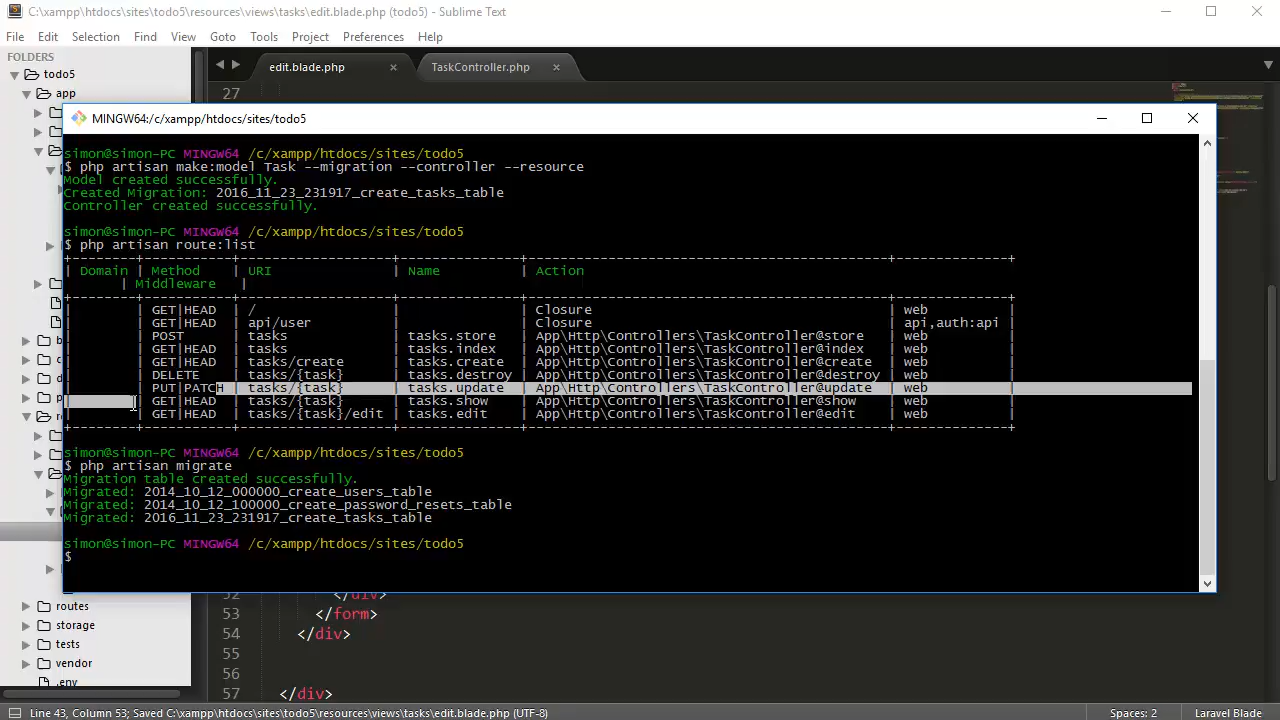 C:\xampp\htdocs\sites\todo5\resources\views\tasks\edit.blade.php (todo5) - Sublime Text
File Edit Selection Find View Goto Tools Project Preferences Help
FOLDERS
todo5
app
edit.blade.php
TaskController.php
27
MINGW64:/c/xampp/htdocs/sites/todo5
simon@simon-PC MINGW64 /c/xampp/htdocs/sites/todo5
$ php artisan make:model Task --migration --controller --resource
Model created successfully.
Created Migration: 2016_11_23_231917_create_tasks_table
Controller created successfully.
simon@simon-PC MINGW64 /c/xampp/htdocs/sites/todo5
$ php artisan route:list
| Domain | Method | URI | Name | Action
| Middleware |
| | GET|HEAD | / | | Closure | web |
| | GET|HEAD | api/user | | Closure | api,auth:api |
| | POST | tasks | tasks.store | App\Http\Controllers\TaskController@store | web |
| | GET|HEAD | tasks | tasks.index | App\Http\Controllers\TaskController@index | web |
| | GET|HEAD | tasks/create | tasks.create | App\Http\Controllers\TaskController@create | web |
| | DELETE | tasks/{task} | tasks.destroy | App\Http\Controllers\TaskController@destroy | web |
| | PUT|PATCH | tasks/{task} | tasks.update | App\Http\Controllers\TaskController@update | web |
| | GET|HEAD | tasks/{task} | tasks.show | App\Http\Controllers\TaskController@show | web |
| | GET|HEAD | tasks/{task}/edit | tasks.edit | App\Http\Controllers\TaskController@edit | web |
simon@simon-PC MINGW64 /c/xampp/htdocs/sites/todo5
$ php artisan migrate
Migration table created successfully.
Migrated: 2014_10_12_000000_create_users_table
Migrated: 2014_10_12_100000_create_password_resets_table
Migrated: 2016_11_23_231917_create_tasks_table
simon@simon-PC MINGW64 /c/xampp/htdocs/sites/todo5
$
52 </div>
routes
53 </form>
storage
54 </div>
tests
55
vendor
56
.env
57 </div>
Line 43, Column 53; Saved C:\xampp\htdocs\sites\todo5\resources\views\tasks\edit.blade.php (UTF-8)
Spaces: 2
Laravel Blade